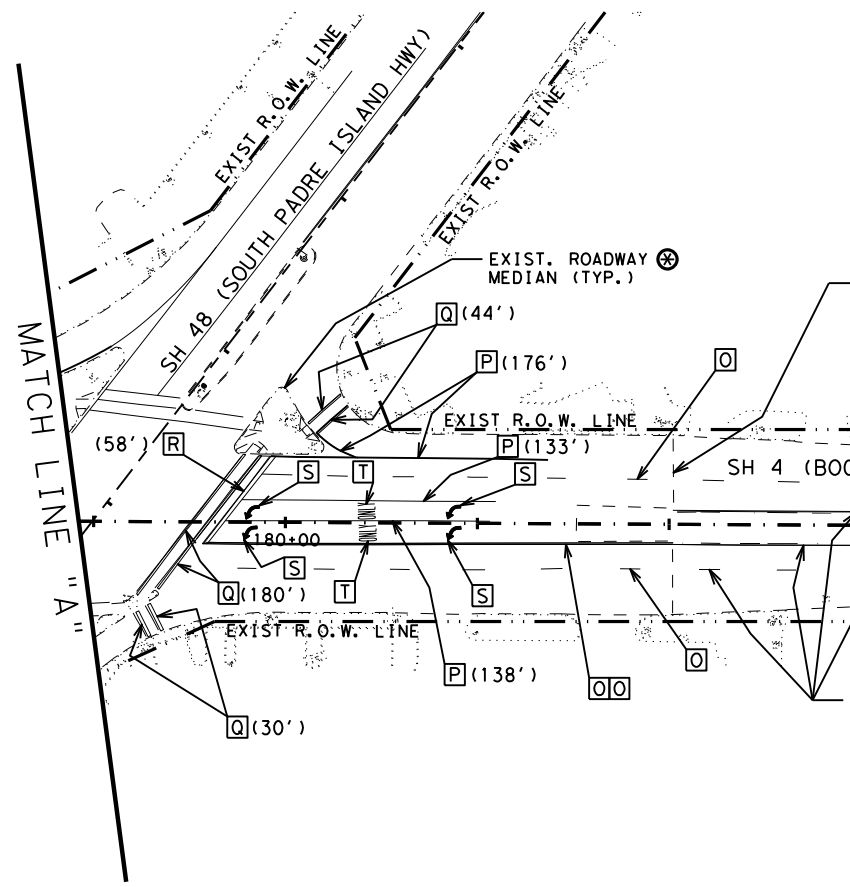 EXIST R.O.W. LINE
SH 48 (SOUTH PADRE ISLAND HWY)
EXIST R.O.W. LINE
EXIST. ROADWAY
MEDIAN (TYP.)
MATCH LINE "A"
Q (44')
P (176')
O
EXIST R.O.W. LINE
(58') R
P (133')
SH 4 (BOO
S
T
S
180+00
S
Q (180')
T
S
EXIST R.O.W. LINE
O
P (138')
OO
Q (30')